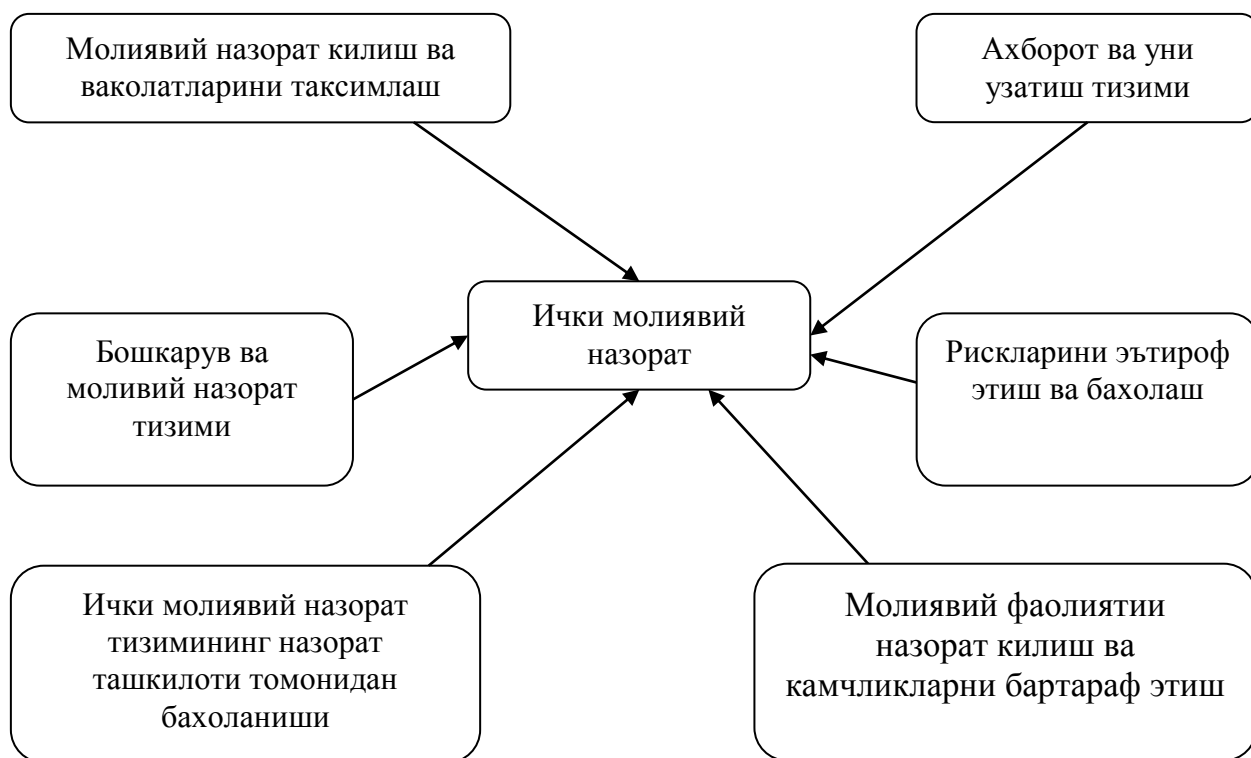 Молиявий назорат килиш ва
ваколатларини таксимлаш
Ахборот ва уни
узатиш тизими
Ички молиявий
назорат
Бошкарув ва
моливий назорат
тизими
Рискларини эътироф
этиш ва бахолаш
Ички молиявий назорат
тизимининг назорат
ташкилоти томонидан
бахоланиши
Молиявий фаолиятии
назорат килиш ва
камчликларни бартараф этиш